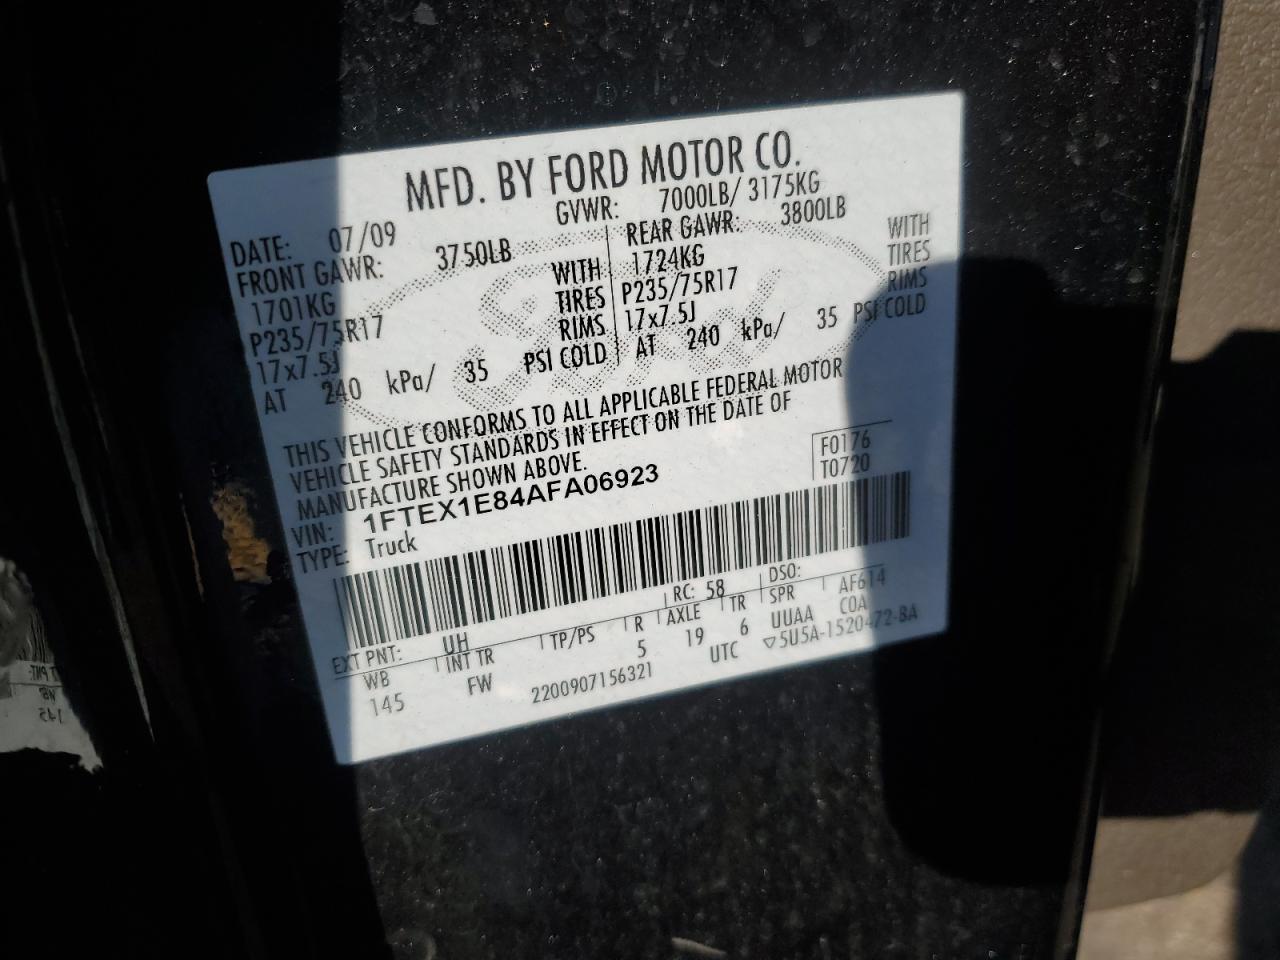 MFD. BY FORD MOTOR CO.
DATE: 07/09 GVWR: 7000LB/ 3175KG
FRONT GAWR: 3750LB REAR GAWR: 3800LB
1701KG WITH 1724KG WITH
P235/75R17 TIRES P235/75R17 TIRES
17x7.5J RIMS 17x7.5J RIMS
AT 240 kPa/ 35 PSI COLD AT 240 kPa/ 35 PSI COLD
THIS VEHICLE CONFORMS TO ALL APPLICABLE FEDERAL MOTOR
VEHICLE SAFETY STANDARDS IN EFFECT ON THE DATE OF
MANUFACTURE SHOWN ABOVE.
VIN: 1FTEX1E84AFA06923 F0176
TYPE: Truck T0720
EXT PNT: UH RC: 58 DSO:
WB INT TR TP/PS R AXLE TR SPR AF614
145 FW 5 19 6 UUAA COA
2200907156321 UTC ▽5U5A-1520472-BA